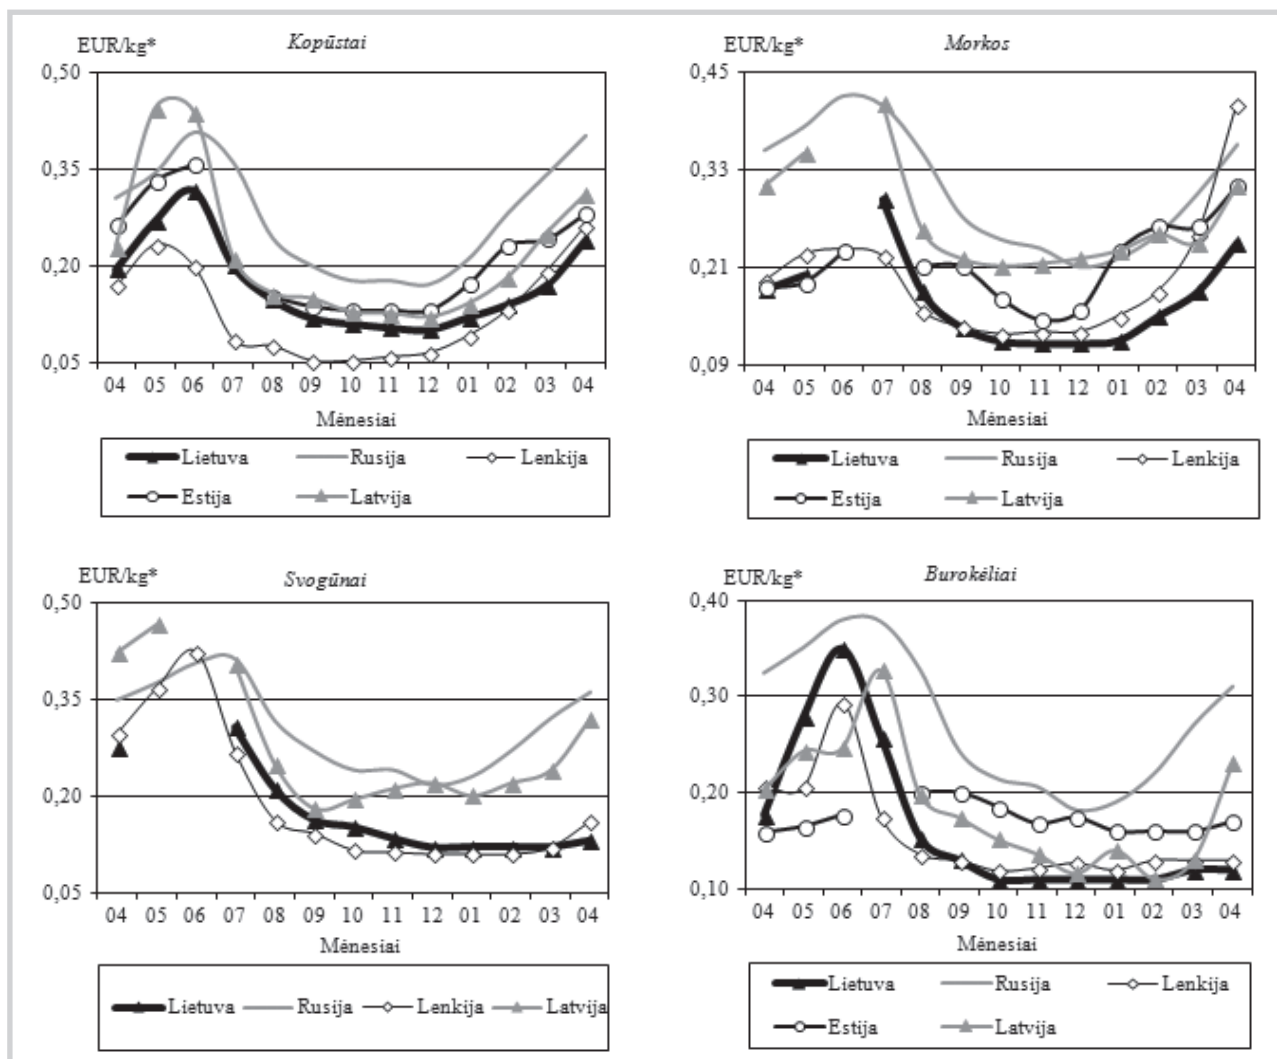 Kopūstai
EUR/kg*
0,50
0,35
0,20
0,05
04 05 06 07 08 09 10 11 12 01 02 03 04
Mėnesiai
Lietuva Rusija Lenkija
Estija Latvija
Morkos
EUR/kg*
0,45
0,33
0,21
0,09
04 05 06 07 08 09 10 11 12 01 02 03 04
Mėnesiai
Lietuva Rusija Lenkija
Estija Latvija
Svogūnai
EUR/kg*
0,50
0,35
0,20
0,05
04 05 06 07 08 09 10 11 12 01 02 03 04
Mėnesiai
Lietuva Rusija Lenkija Latvija
Burokėliai
EUR/kg*
0,40
0,30
0,20
0,10
04 05 06 07 08 09 10 11 12 01 02 03 04
Mėnesiai
Lietuva Rusija Lenkija
Estija Latvija